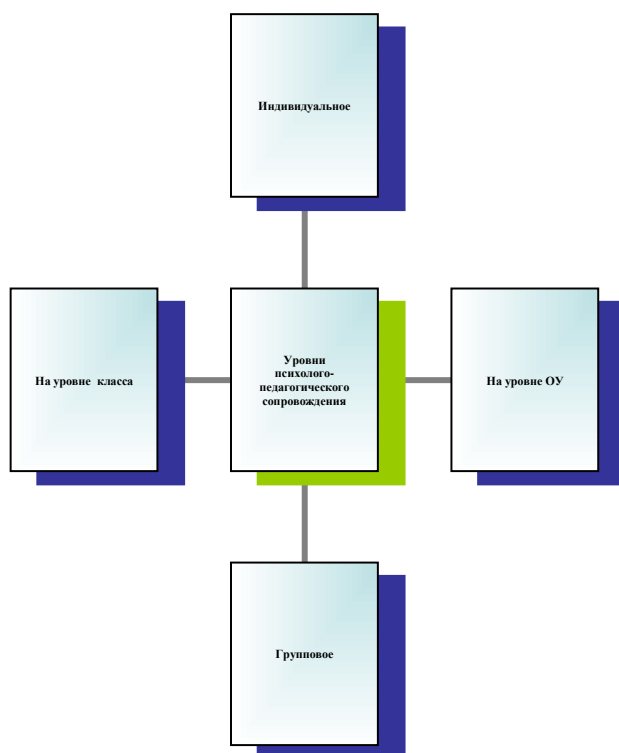 Индивидуальное
На уровне класса
Уровни
психолого-
педагогического
сопровождения
На уровне ОУ
Групповое